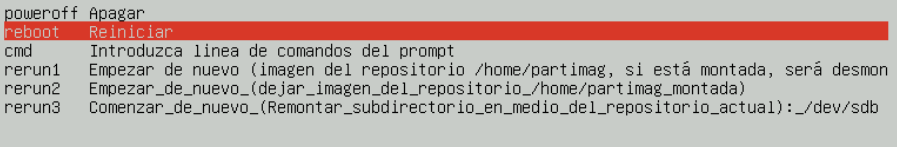 poweroff Apagar
reboot Reiniciar
cmd Introduzca linea de comandos del prompt
rerun1 Empezar de nuevo (imagen del repositorio /home/partimag, si está montada, será desmon
rerun2 Empezar_de_nuevo_(dejar_imagen_del_repositorio_/home/partimag_montada)
rerun3 Comenzar_de_nuevo_(Remontar_subdirectorio_en_medio_del_repositorio_actual):_/dev/sdb